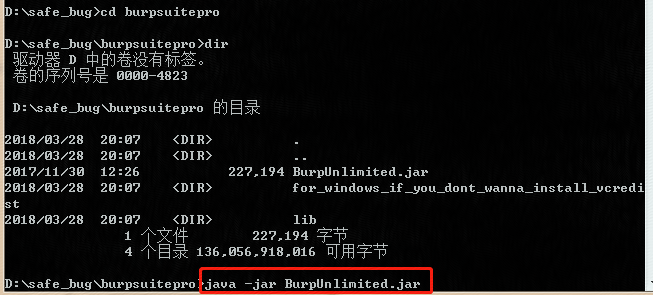 D:\safe_bug>cd burpsuitepro
D:\safe_bug\burpsuitepro>dir
驱动器 D 中的卷没有标签。
卷的序列号是 0000-4823
D:\safe_bug\burpsuitepro 的目录
2018/03/28  20:07    <DIR>          .
2018/03/28  20:07    <DIR>          ..
2017/11/30  12:26           227,194 BurpUnlimited.jar
2018/03/28  20:07    <DIR>          for_windows_if_you_dont_wanna_install_vcredi
st
2018/03/28  20:07    <DIR>          lib
1 个文件        227,194 字节
4 个目录 136,056,918,016 可用字节
D:\safe_bug\burpsuitepro>java -jar BurpUnlimited.jar